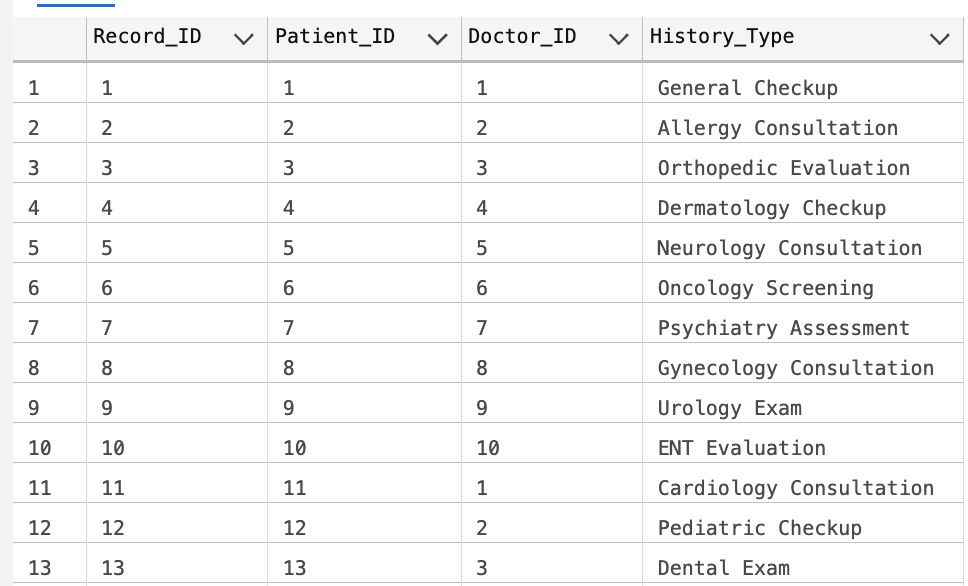 Record_ID Patient_ID Doctor_ID History_Type
1 1 1 1 General Checkup
2 2 2 2 Allergy Consultation
3 3 3 3 Orthopedic Evaluation
4 4 4 4 Dermatology Checkup
5 5 5 5 Neurology Consultation
6 6 6 6 Oncology Screening
7 7 7 7 Psychiatry Assessment
8 8 8 8 Gynecology Consultation
9 9 9 9 Urology Exam
10 10 10 10 ENT Evaluation
11 11 11 1 Cardiology Consultation
12 12 12 2 Pediatric Checkup
13 13 13 3 Dental Exam